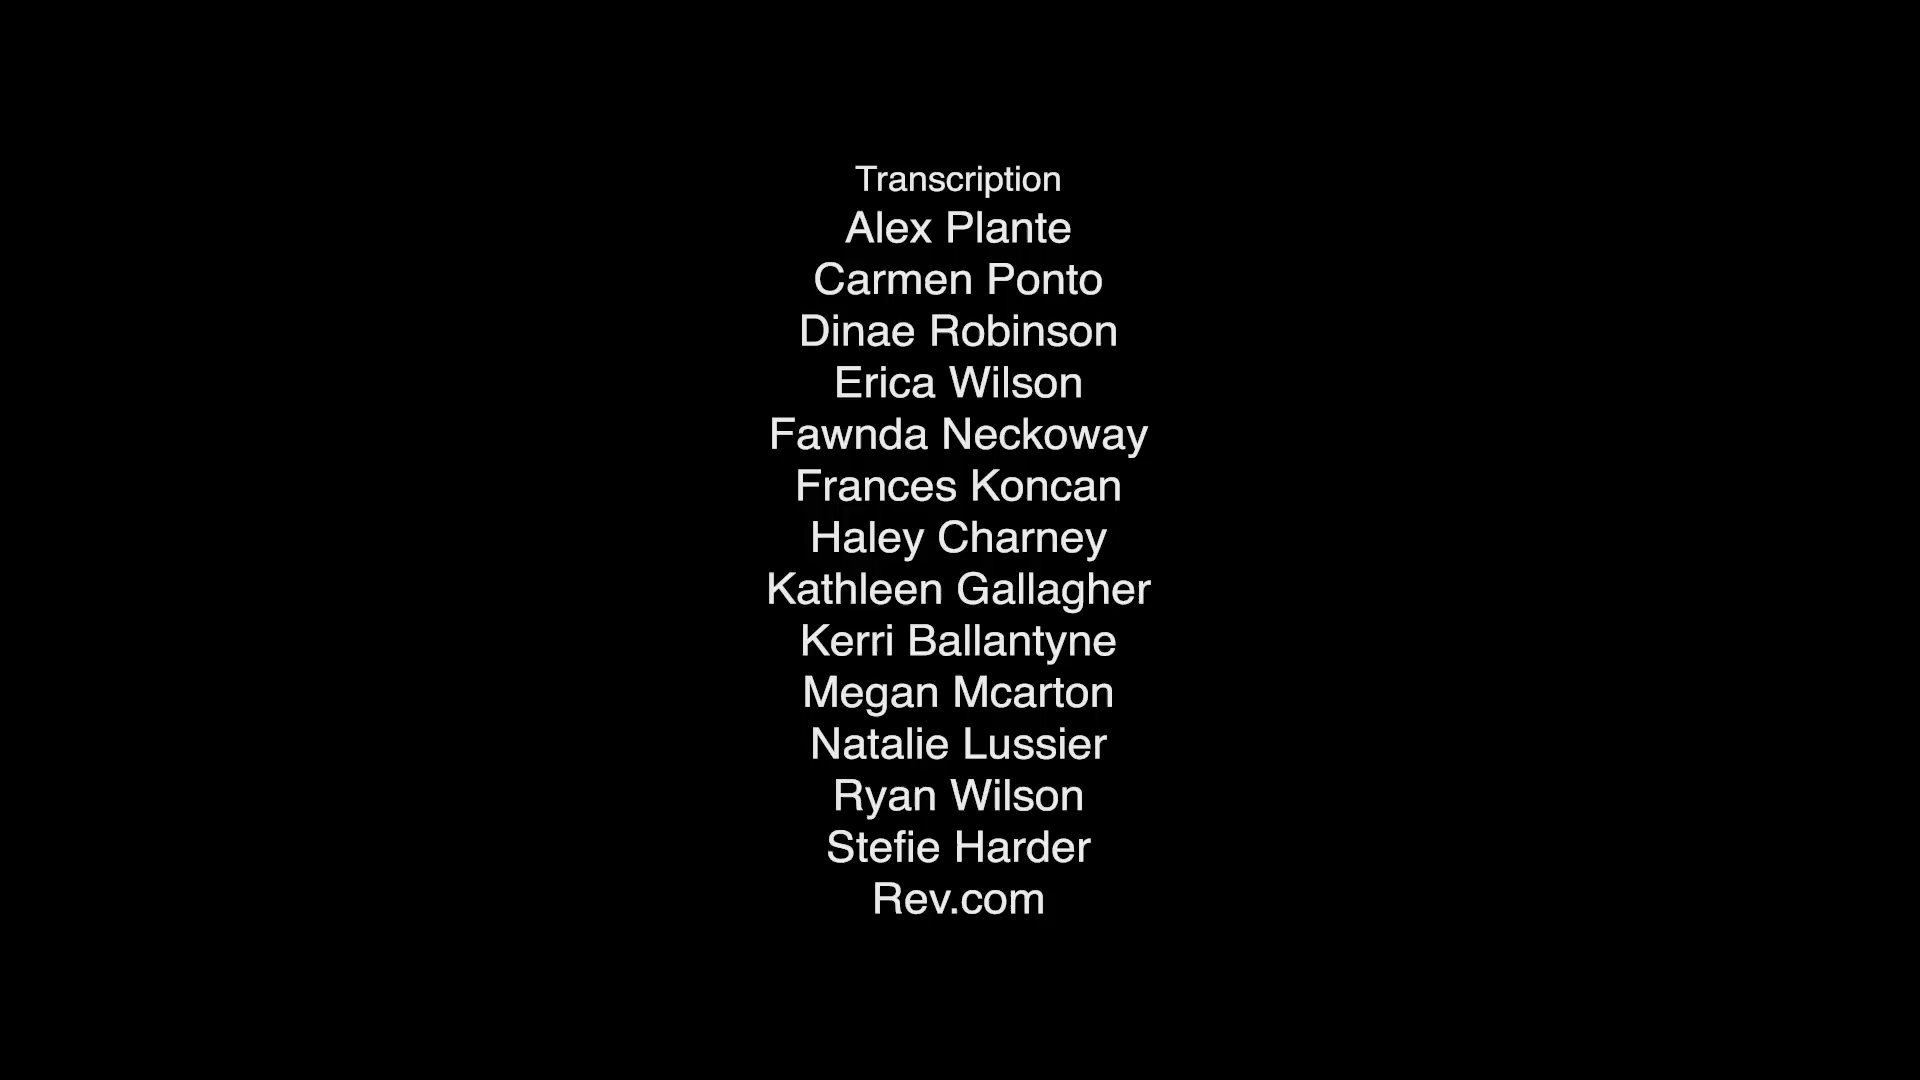 Transcription
Alex Plante
Carmen Ponto
Dinae Robinson
Erica Wilson
Fawnda Neckoway
Frances Koncan
Haley Charney
Kathleen Gallagher
Kerri Ballantyne
Megan Mcarton
Natalie Lussier
Ryan Wilson
Stefie Harder
Rev.com